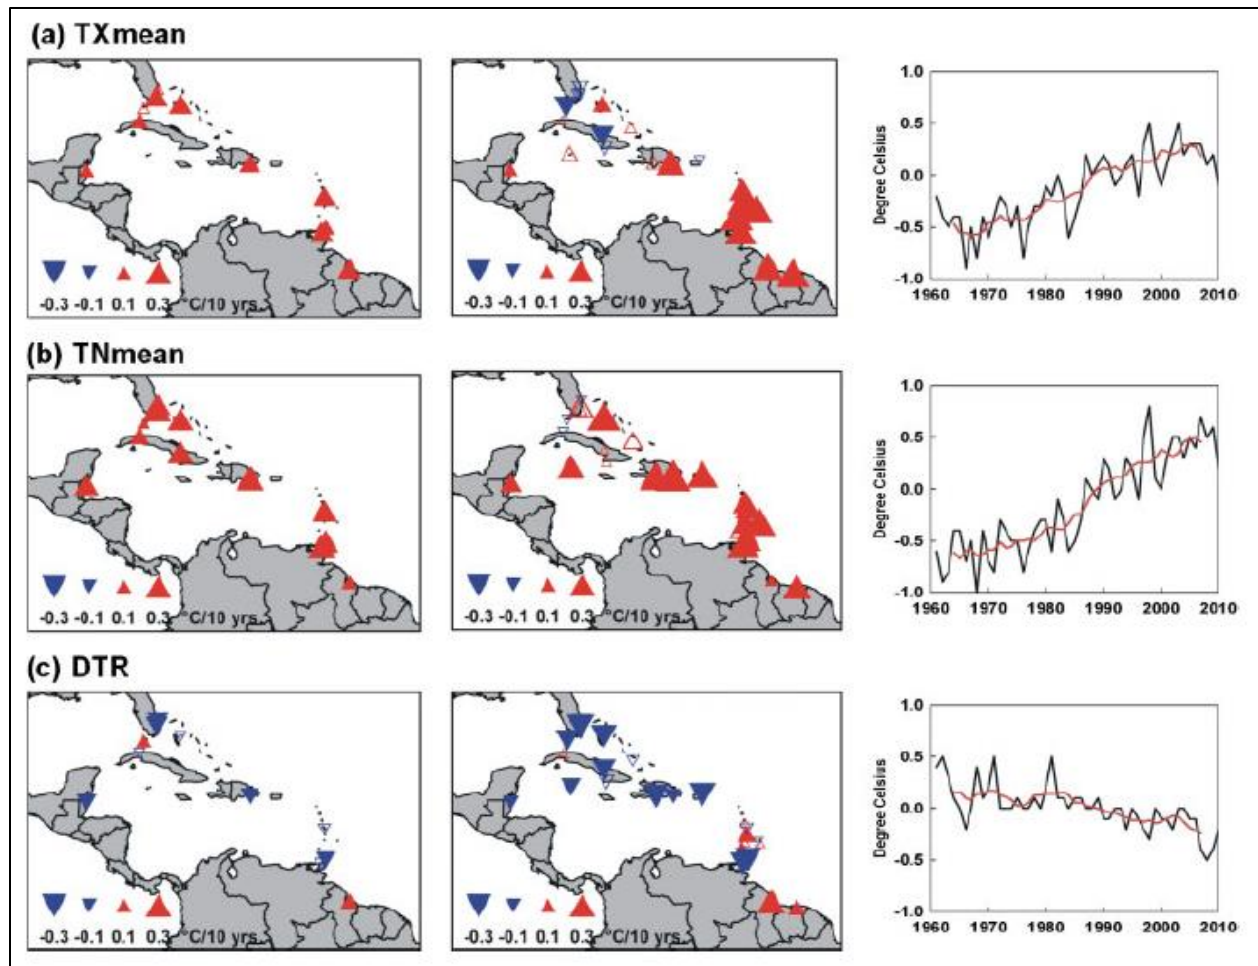 (a) TXmean
-0.3 -0.1 0.1 0.3 °C/10 yrs
-0.3 -0.1 0.1 0.3 °C/10 yrs.
Degree Celsius
1.0
0.5
0.0
-0.5
-1.0
1960 1970 1980 1990 2000 2010
(b) TNmean
-0.3 -0.1 0.1 0.3 °C/10 yrs.
-0.3 -0.1 0.1 0.3 °C/10 yrs.
Degree Celsius
1.0
0.5
0.0
-0.5
-1.0
1960 1970 1980 1990 2000 2010
(c) DTR
-0.3 -0.1 0.1 0.3 °C/10 yrs.
-0.3 -0.1 0.1 0.3 °C/10 yrs.
Degree Celsius
1.0
0.5
0.0
-0.5
-1.0
1960 1970 1980 1990 2000 2010